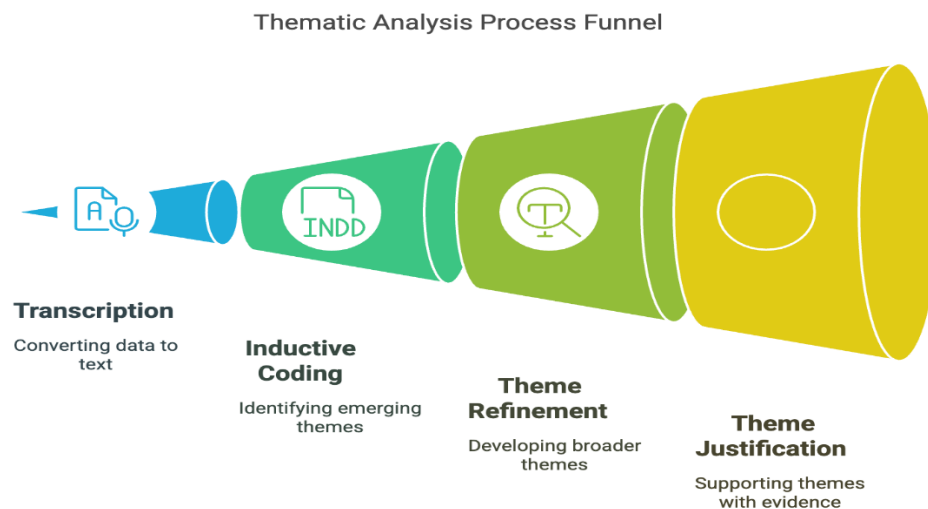 Thematic Analysis Process Funnel
A
INDD
T
Transcription
Converting data to
text
Inductive
Coding
Identifying emerging
themes
Theme
Refinement
Developing broader
themes
Theme
Justification
Supporting themes
with evidence